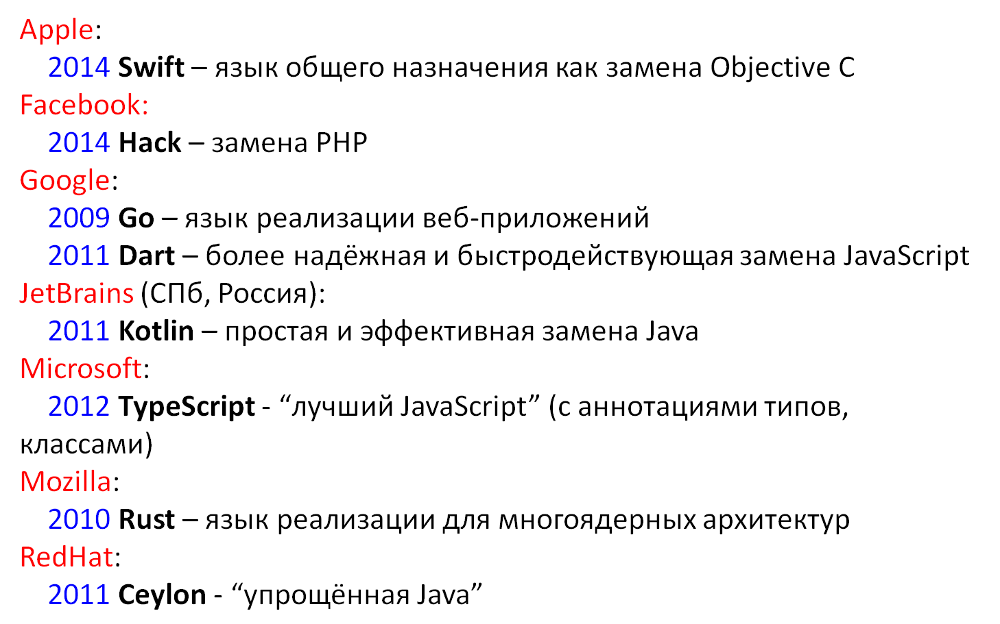 Apple:
2014 Swift – язык общего назначения как замена Objective C
Facebook:
2014 Hack – замена PHP
Google:
2009 Go – язык реализации веб-приложений
2011 Dart – более надёжная и быстродействующая замена JavaScript
JetBrains (СПб, Россия):
2011 Kotlin – простая и эффективная замена Java
Microsoft:
2012 TypeScript - “лучший JavaScript” (с аннотациями типов,
классами)
Mozilla:
2010 Rust – язык реализации для многоядерных архитектур
RedHat:
2011 Ceylon - “упрощённая Java”